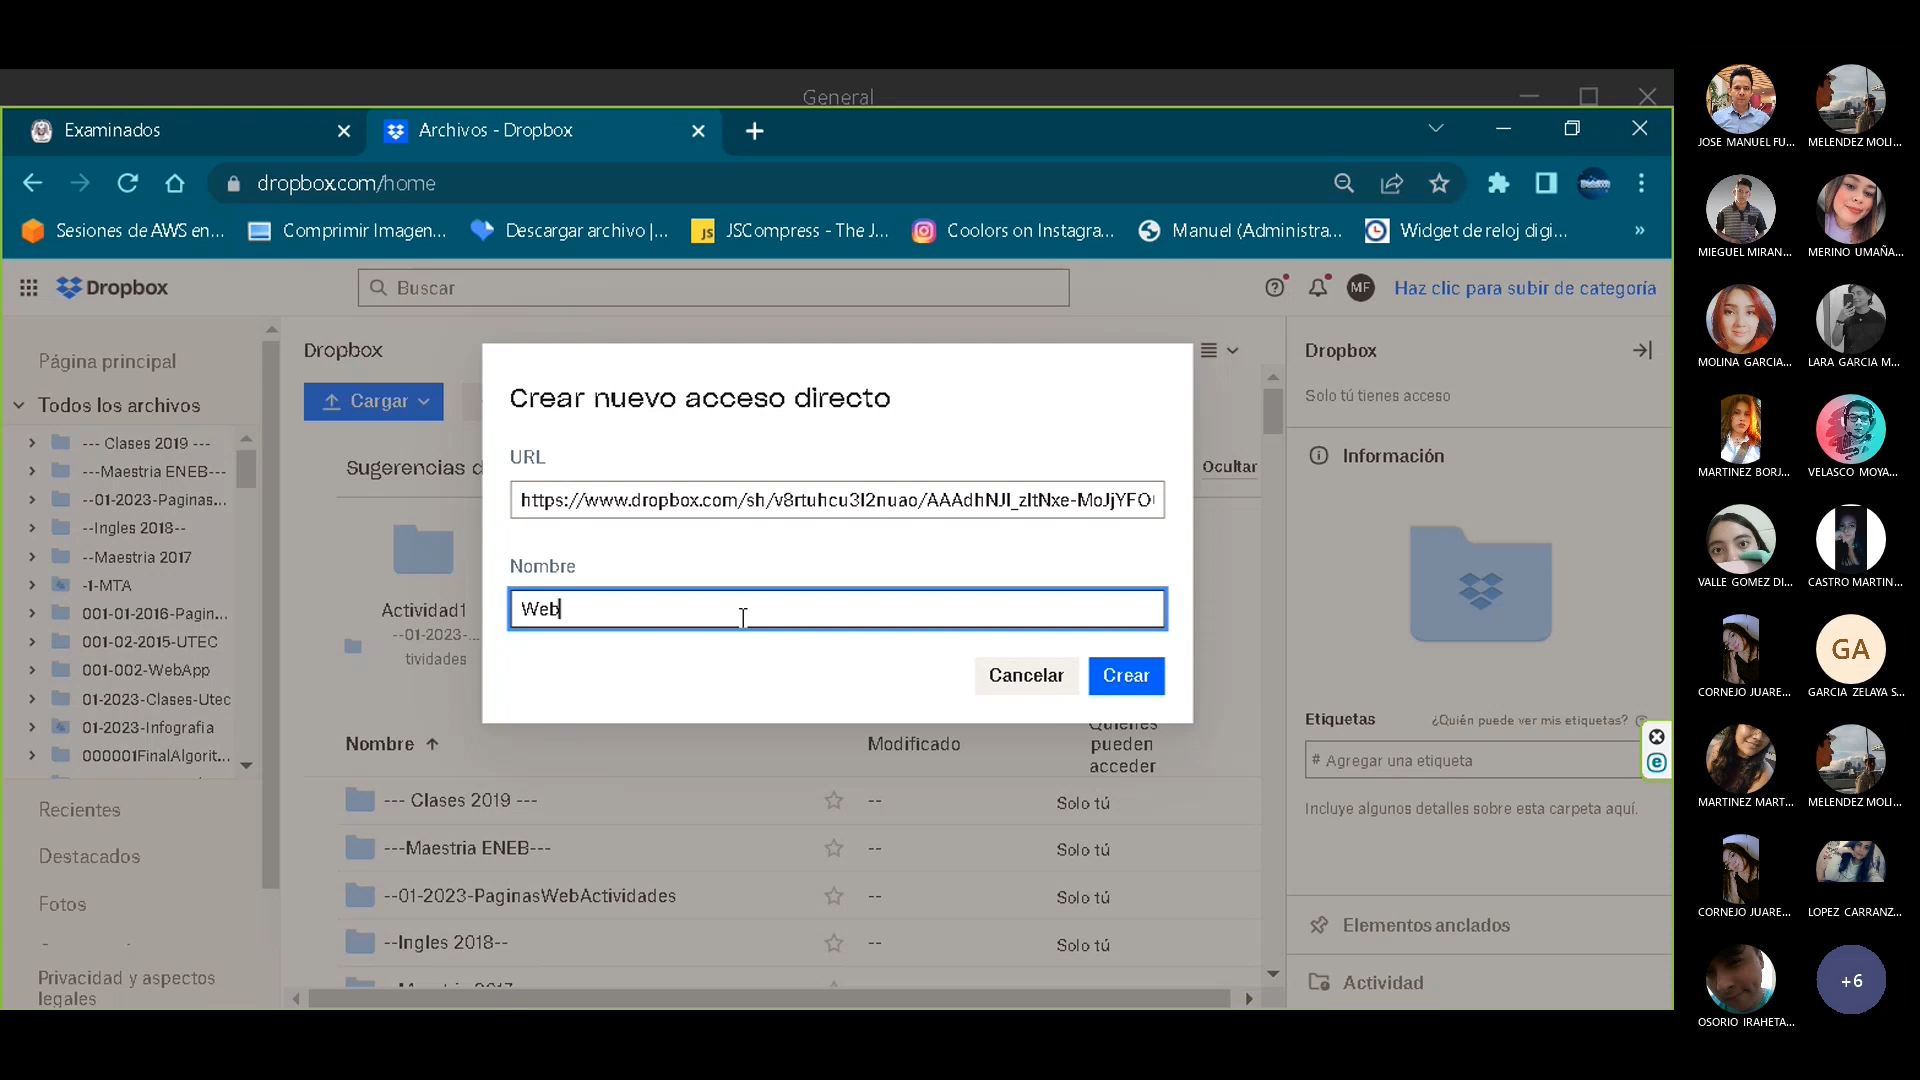 General
Examinados
Archivos - Dropbox
dropbox.com/home
Sesiones de AWS en...
Comprimir Imagen...
Descargar archivo |...
JS
JSCompress - The J...
Coolors on Instagra...
Manuel (Administra...
Widget de reloj digi...
»
Dropbox
Buscar
MF
Haz clic para subir de categoría
Página principal
Todos los archivos
--- Clases 2019 ---
---Maestria ENEB---
--01-2023-Paginas...
--Ingles 2018--
--Maestria 2017
-1-MTA
001-01-2016-Pagin...
001-02-2015-UTEC
001-002-WebApp
01-2023-Clases-Utec
01-2023-Infografia
000001FinalAlgorit...
Recientes
Destacados
Fotos
Privacidad y aspectos
legales
Dropbox
Cargar
Sugerencias d
Ocultar
Actividad1
--01-2023-...
tividades
Crear nuevo acceso directo
URL
Nombre
Web
Cancelar
Crear
Nombre
Modificado
Quiénes
pueden
acceder
--- Clases 2019 ---
--
Solo tú
---Maestria ENEB---
--
Solo tú
--01-2023-PaginasWebActividades
--
Solo tú
--Ingles 2018--
--
Solo tú
Dropbox
Solo tú tienes acceso
Información
Etiquetas
¿Quién puede ver mis etiquetas?
# Agregar una etiqueta
Incluye algunos detalles sobre esta carpeta aquí.
Elementos anclados
Actividad
JOSE MANUEL FU...
MELENDEZ MOLI...
MIEGUEL MIRAN...
MERINO UMAÑA...
MOLINA GARCIA...
LARA GARCIA M...
MARTINEZ BORJ...
VELASCO MOYA...
VALLE GOMEZ DI...
CASTRO MARTIN...
CORNEJO JUARE...
GA
GARCIA ZELAYA S...
MARTINEZ MART...
MELENDEZ MOLI...
CORNEJO JUARE...
LOPEZ CARRANZ...
OSORIO IRAHETA...
+6